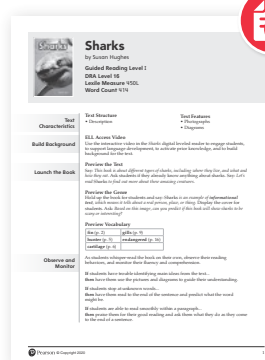 Sharks
by Susan Hughes
Guided Reading Level I
DRA Level 16
Lexile Measure 450L
Word Count 414
Text Characteristics
Text Structure
• Description
Text Features
• Photographs
• Diagrams
Build Background
ELL Access Video
Use the interactive video in the Sharks digital leveled reader to engage students,
to support language development, to activate prior knowledge, and to build
background for the text.
Launch the Book
Preview the Text
Say: This book is about different types of sharks, including where they live, and what and
how they eat. Ask students if they already know anything about sharks. Say: Let's
read Sharks to find out more about these amazing creatures.
Preview the Genre
Hold up the book for students and say: Sharks is an example of informational
text, which means it tells about a real person, place, or thing. Display the cover for
students. Ask: Based on this image, can you predict if this book will show sharks to be
scary or interesting?
Preview Vocabulary
fin (p. 2) gills (p. 9)
hunter (p. 5) endangered (p. 16)
cartilage (p. 6)
Observe and Monitor
As students whisper-read the book on their own, observe their reading
behaviors, and monitor their fluency and comprehension.
If students have trouble identifying main ideas from the text...
then have them use the pictures and diagrams to guide their understanding.
If students stop at unknown words...
then have them read to the end of the sentence and predict what the word
might be.
If students are able to read smoothly within a paragraph...
then praise them for their good reading and ask them what they do as they come
to the end of a sentence.
Pearson © Copyright 2020